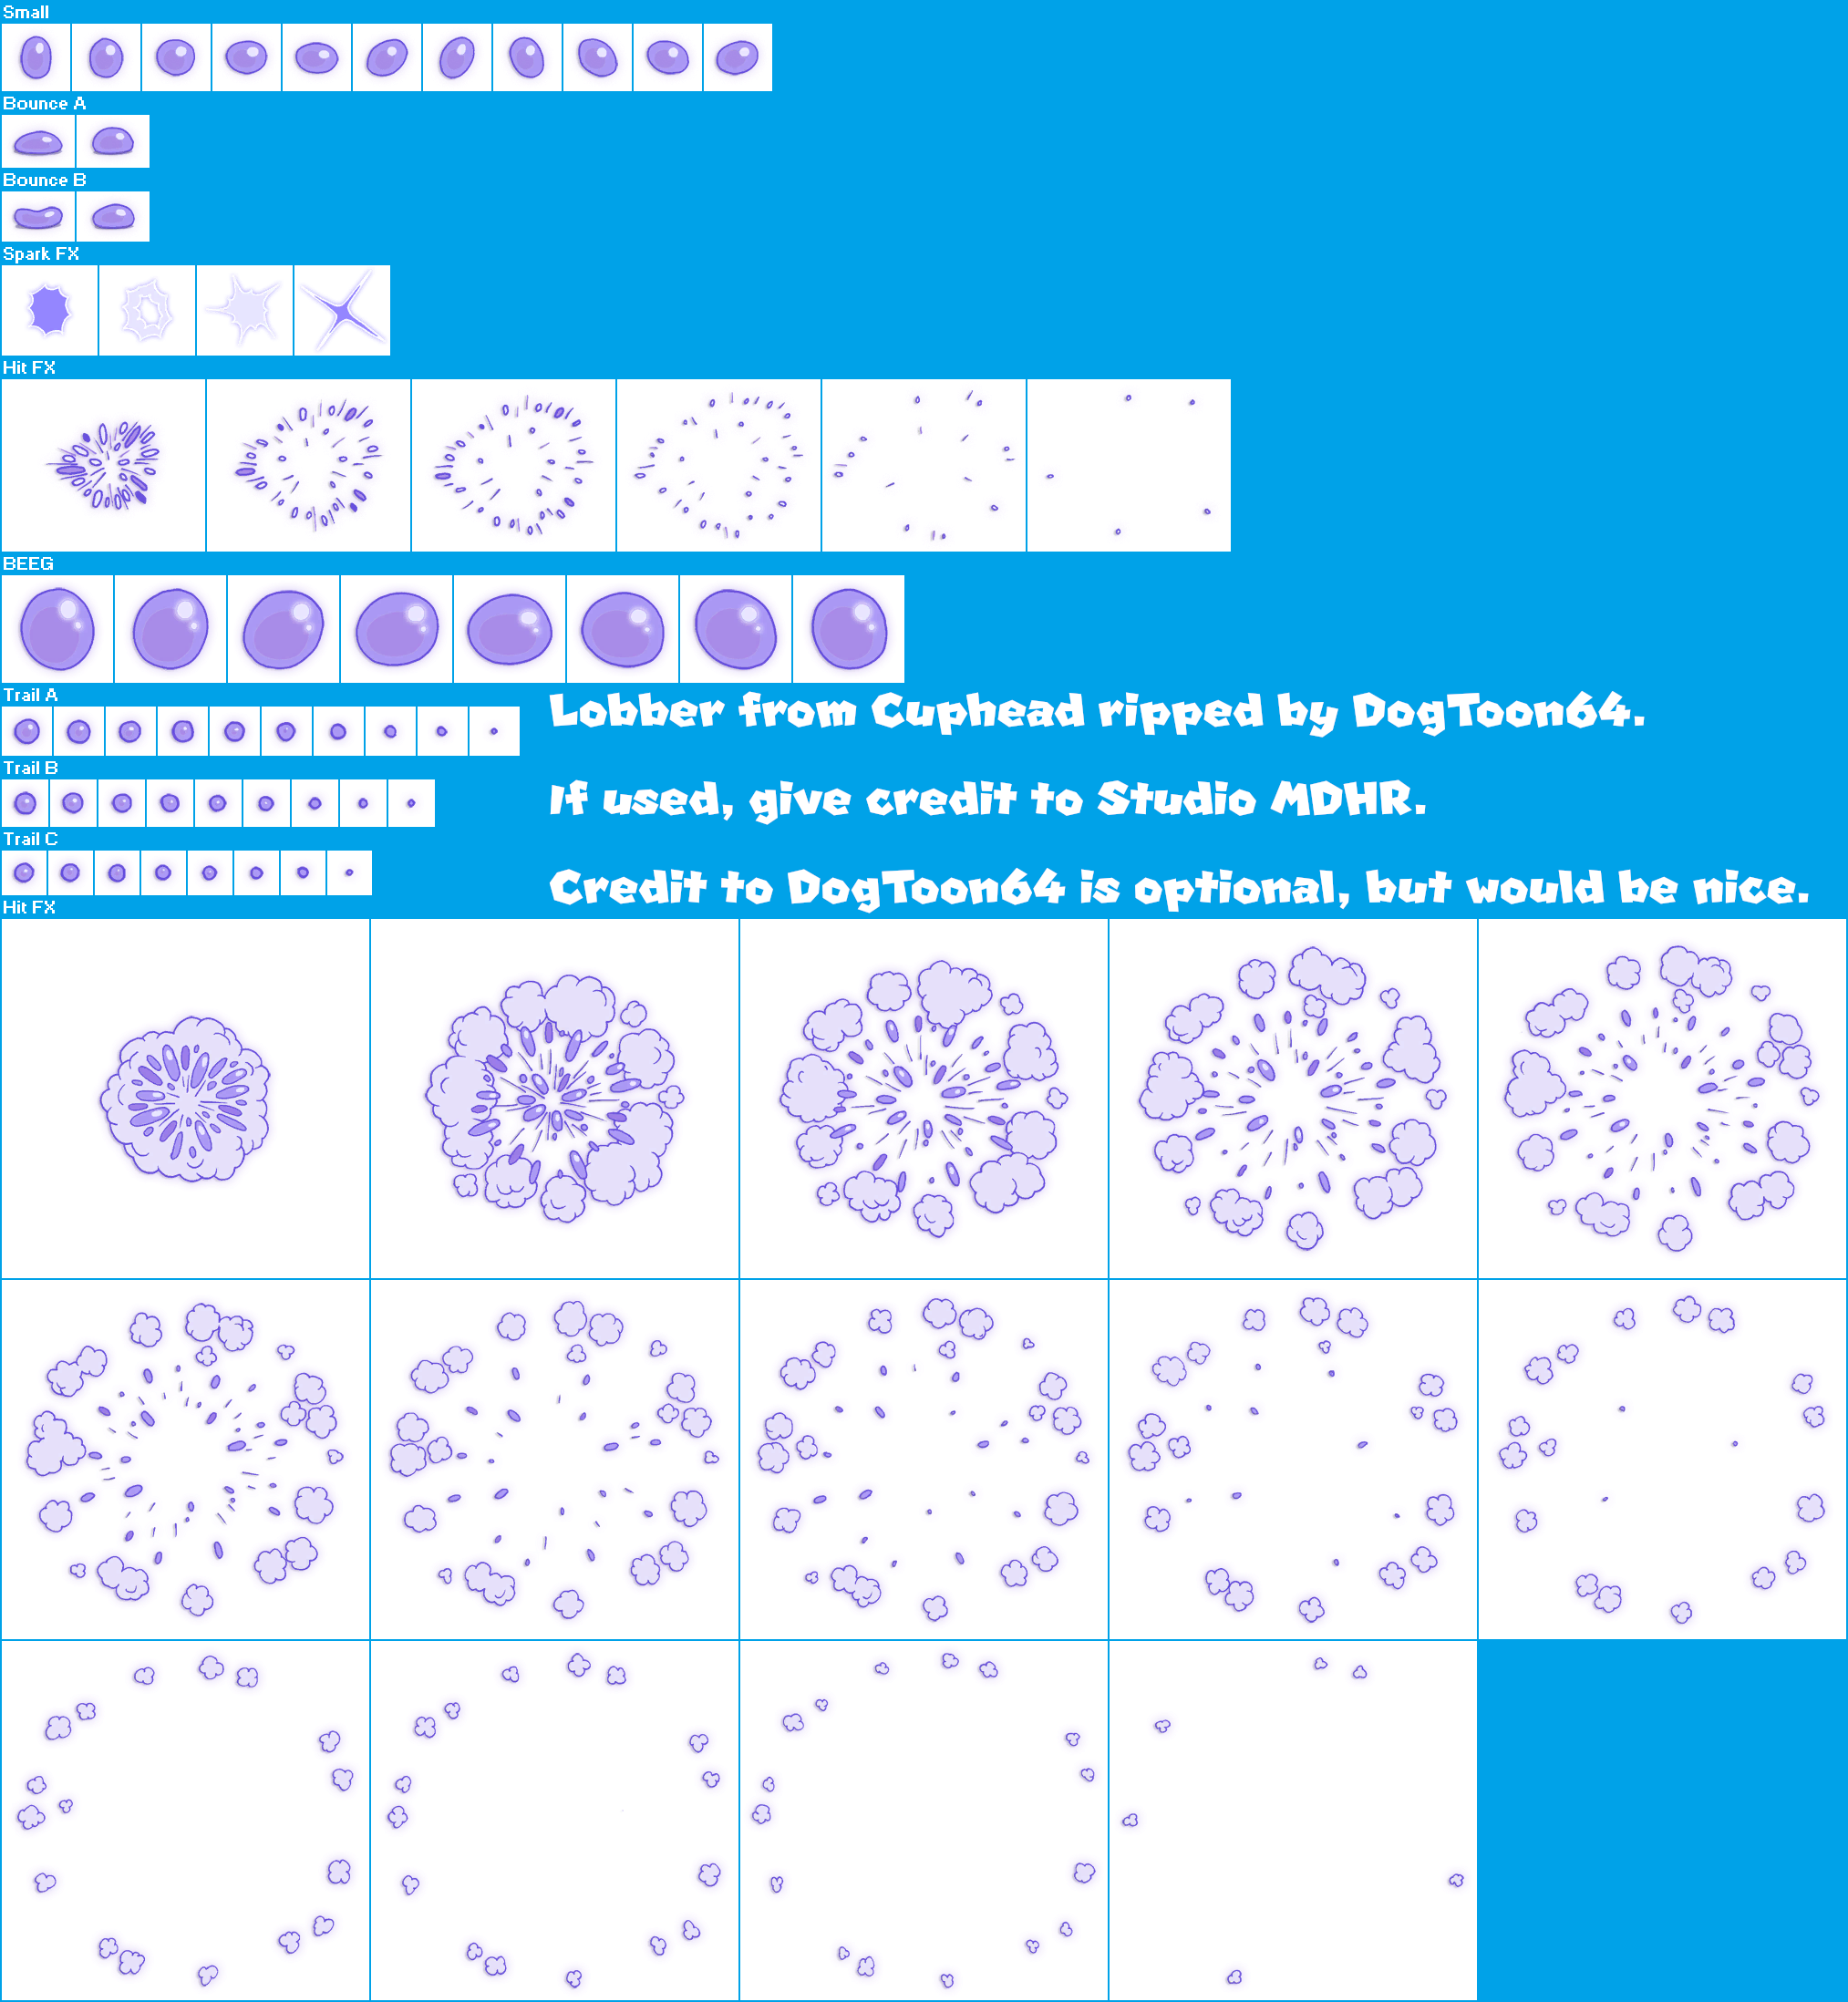 Small
Bounce A
Bounce B
Spark FX
Hit FX
BEEG
Trail A
Lobber from Cuphead ripped by DogToon64.
Trail B
If used, give credit to Studio MDHR.
Trail C
Credit to DogToon64 is optional, but would be nice.
Hit FX